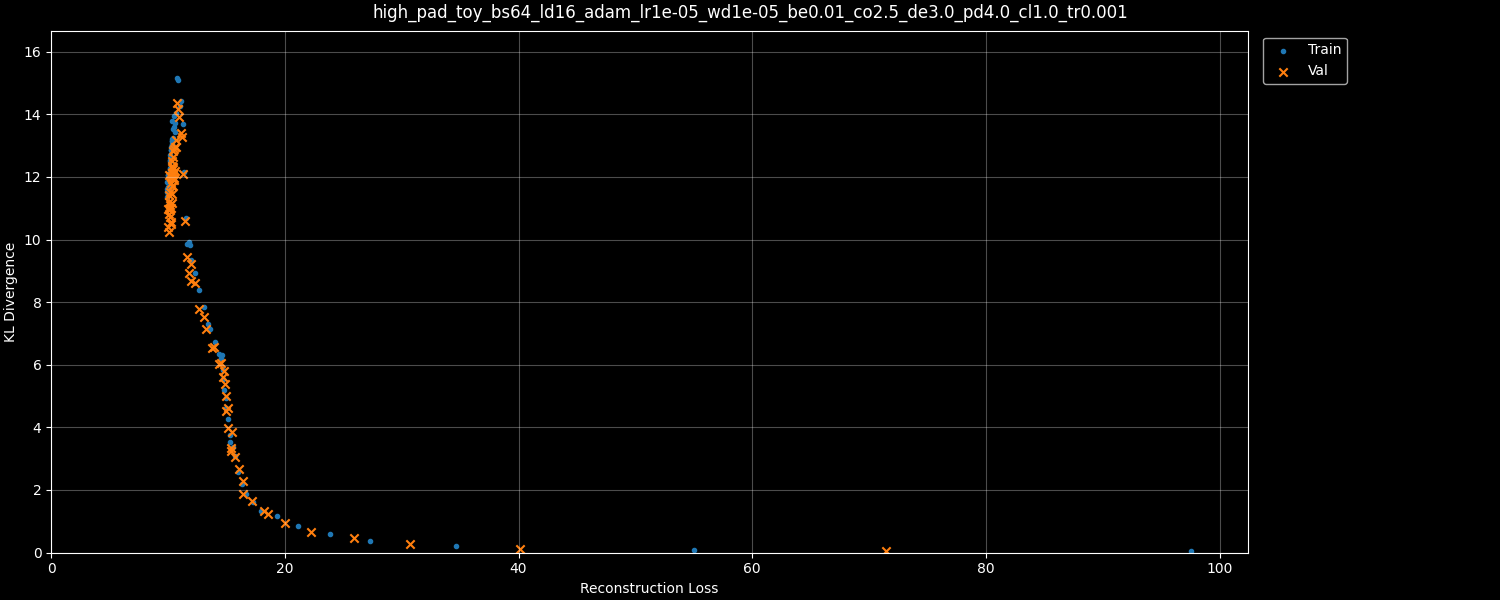 high_pad_toy_bs64_ld16_adam_lr1e-05_wd1e-05_be0.01_co2.5_de3.0_pd4.0_cl1.0_tr0.001
Train
Val
KL Divergence
16
14
12
10
8
6
4
2
0
0 20 40 60 80 100
Reconstruction Loss